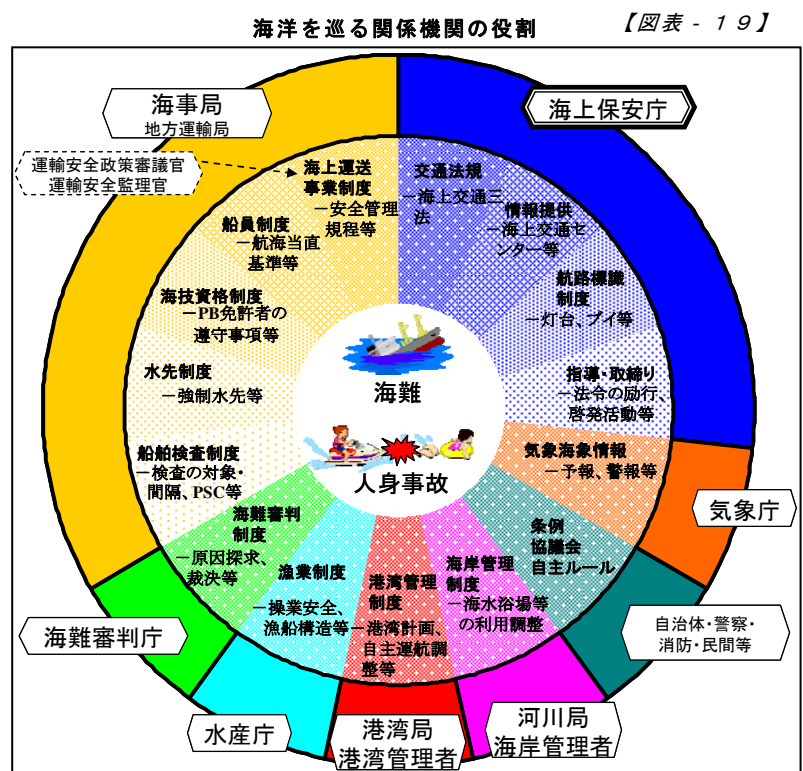 海洋を巡る関係機関の役割
【図表 - 19】
海事局
地方運輸局
海上保安庁
運輸安全政策審議官
運輸安全監理官
海上運送
事業制度
－安全管理
規程等
交通法規
－海上交通三
法
情報提供
－海上交通セ
ンター等
航路標識
制度
－灯台、ブイ等
指導・取締り
－法令の励行、
啓発活動等
気象海象情報
－予報、警報等
気象庁
条例
協議会
自主ルール
自治体・警察・
消防・民間等
海岸管理
制度
－海水浴場等
の利用調整
河川局
海岸管理者
港湾管理
制度
－港湾計画、
自主運航調
整等
港湾局
港湾管理者
漁業制度
－操業安全、
漁船構造等
水産庁
海難審判
制度
－原因探求、
裁決等
海難審判庁
船舶検査制度
－検査の対象・
間隔、PSC等
水先制度
－強制水先等
海技資格制度
－PB免許者の
遵守事項等
船員制度
－航海当直
基準等
海難
人身事故